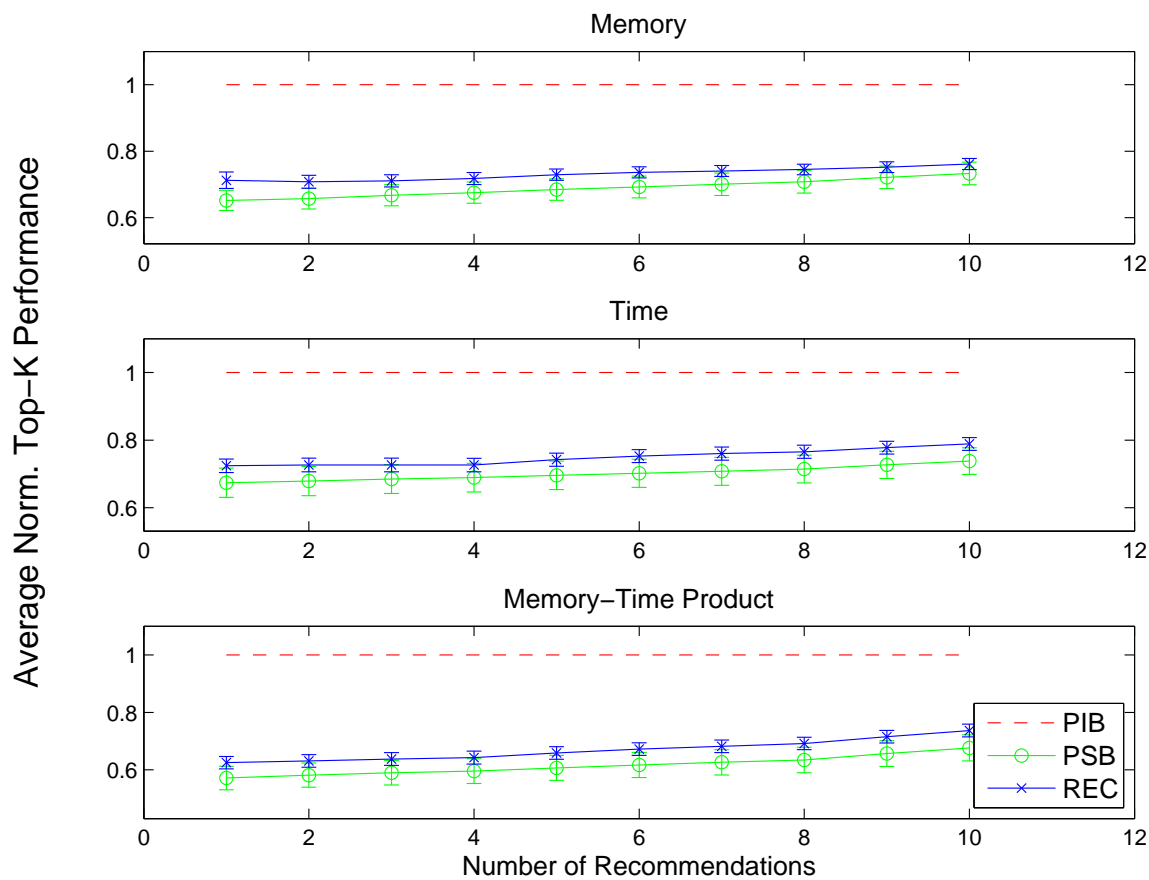 Average Norm. Top−K Performance
Memory
1
0.8
0.6
0 2 4 6 8 10 12
Time
1
0.8
0.6
0 2 4 6 8 10 12
Memory−Time Product
1
0.8
0.6
PIB
PSB
REC
0 2 4 6 8 10 12
Number of Recommendations